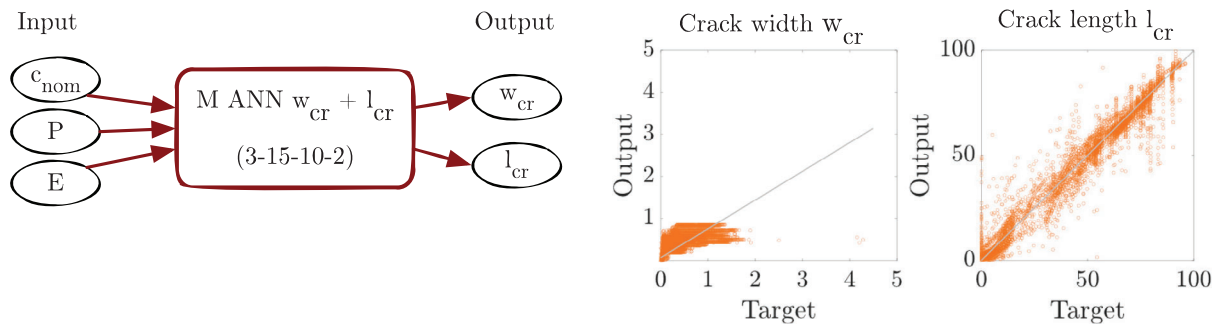 Input
Output
c_nom
P
E
M ANN w_cr + l_cr
(3-15-10-2)
w_cr
l_cr
Crack width w_cr
5
4
3
2
1
0 1 2 3 4 5
Output
Target
Crack length l_cr
100
50
0
0 50 100
Output
Target